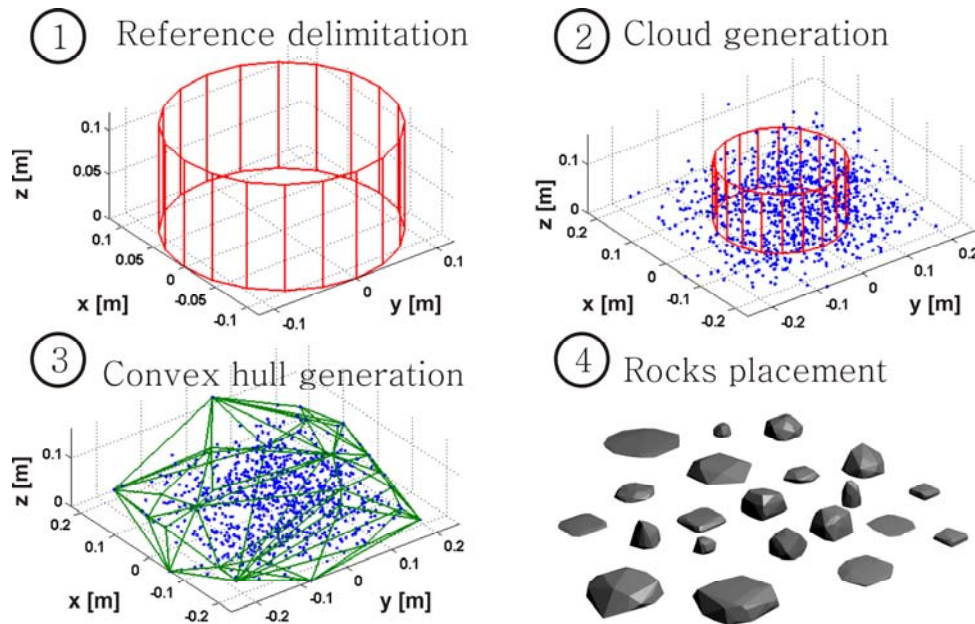 1 Reference delimitation
0.1
0.05
0
z [m]
0.1
0.05
0
-0.05
-0.1
x [m]
-0.1
0
0.1
y [m]
2 Cloud generation
0.1
0
z [m]
0.2
0.1
0
-0.1
-0.2
x [m]
-0.2
-0.1
0
0.1
0.2
y [m]
3 Convex hull generation
0.1
0
z [m]
0.2
0.1
0
-0.1
-0.2
x [m]
-0.2
-0.1
0
0.1
0.2
y [m]
4 Rocks placement